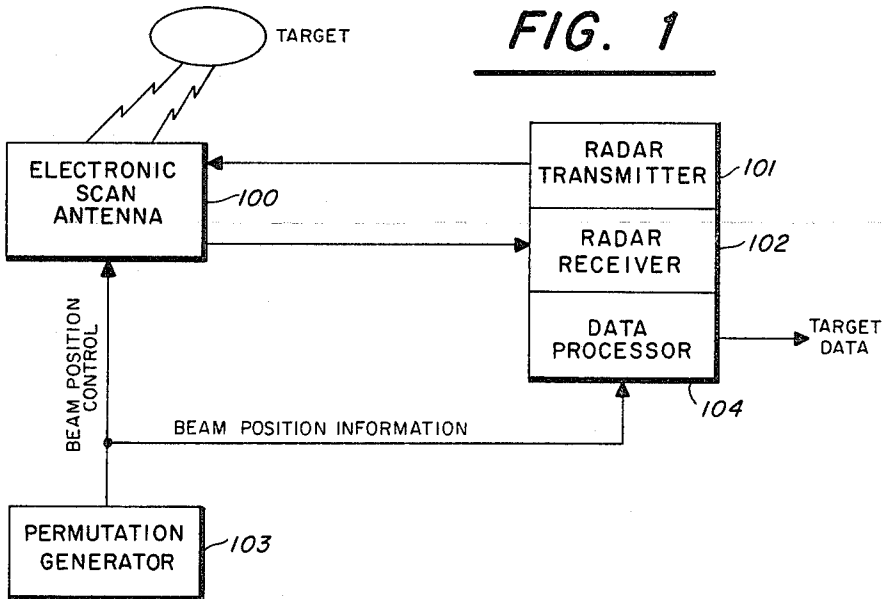 TARGET
FIG. 1
ELECTRONIC
SCAN
ANTENNA
100
RADAR
TRANSMITTER
101
RADAR
RECEIVER
102
DATA
PROCESSOR
104
TARGET
DATA
BEAM POSITION
CONTROL
BEAM POSITION INFORMATION
PERMUTATION
GENERATOR
103